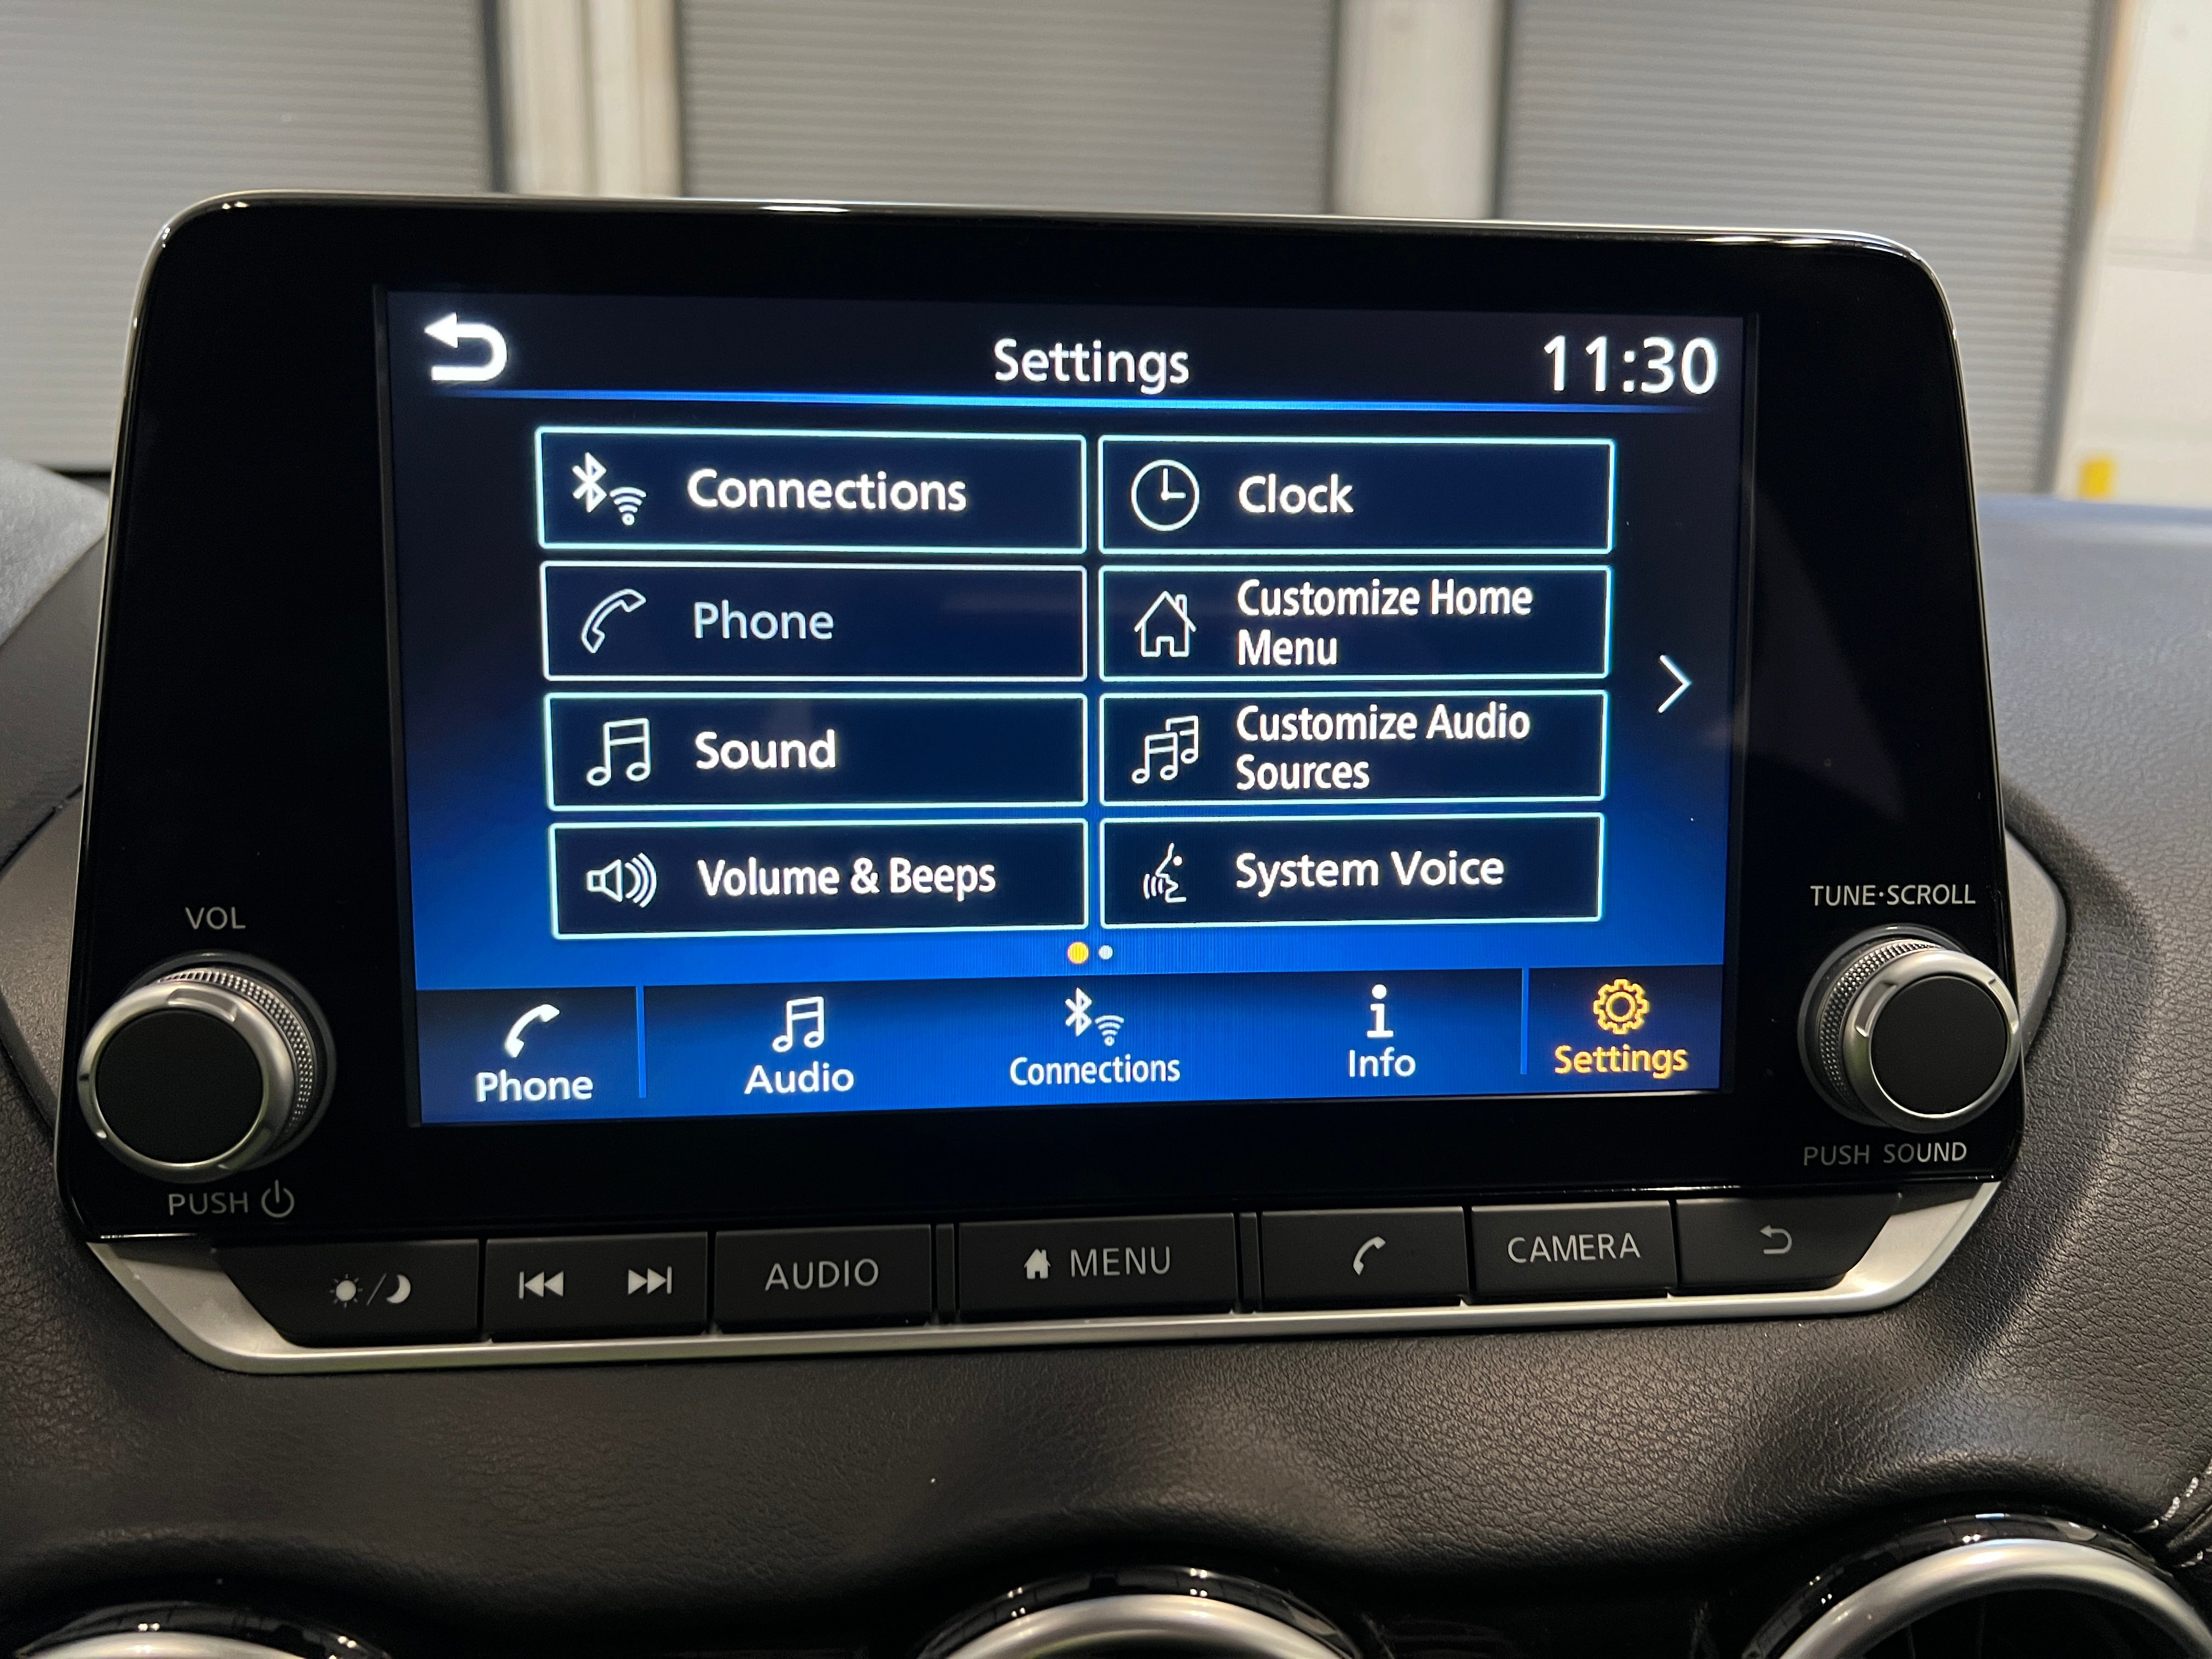 Settings
11:30
Connections
Clock
Phone
Customize Home
Menu
Sound
Customize Audio
Sources
Volume & Beeps
System Voice
Phone
Audio
Connections
Info
Settings
VOL
PUSH
TUNE·SCROLL
PUSH SOUND
AUDIO
MENU
CAMERA